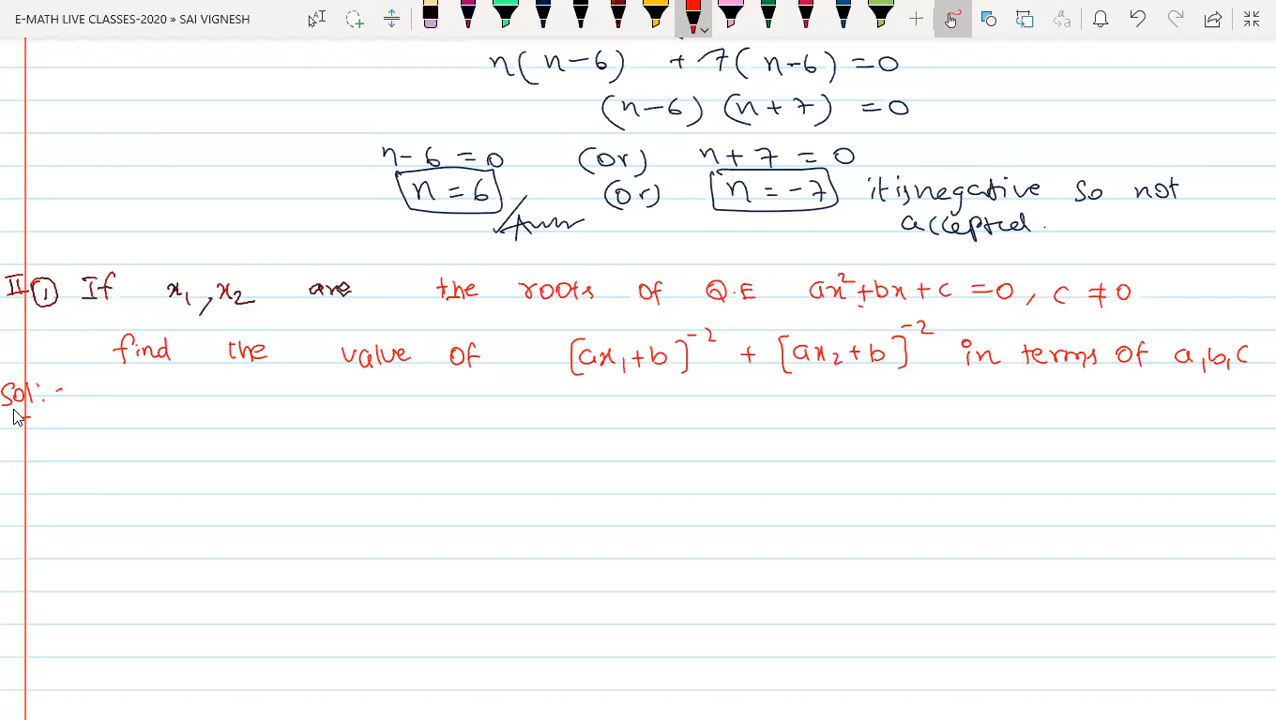 E-MATH LIVE CLASSES-2020 » SAI VIGNESH
n(n-6) + 7(n-6) = 0
(n-6) (n+7) = 0
n-6 = 0 (or) n+7 = 0
n = 6 (or) n = -7 it is negative so not
accepted.
II ① If x₁, x₂ are the roots of Q.E ax²+bx+c =0, c ≠ 0
find the value of [ax₁+b]⁻² + [ax₂+b]⁻² in terms of a,b,c
Sol:-